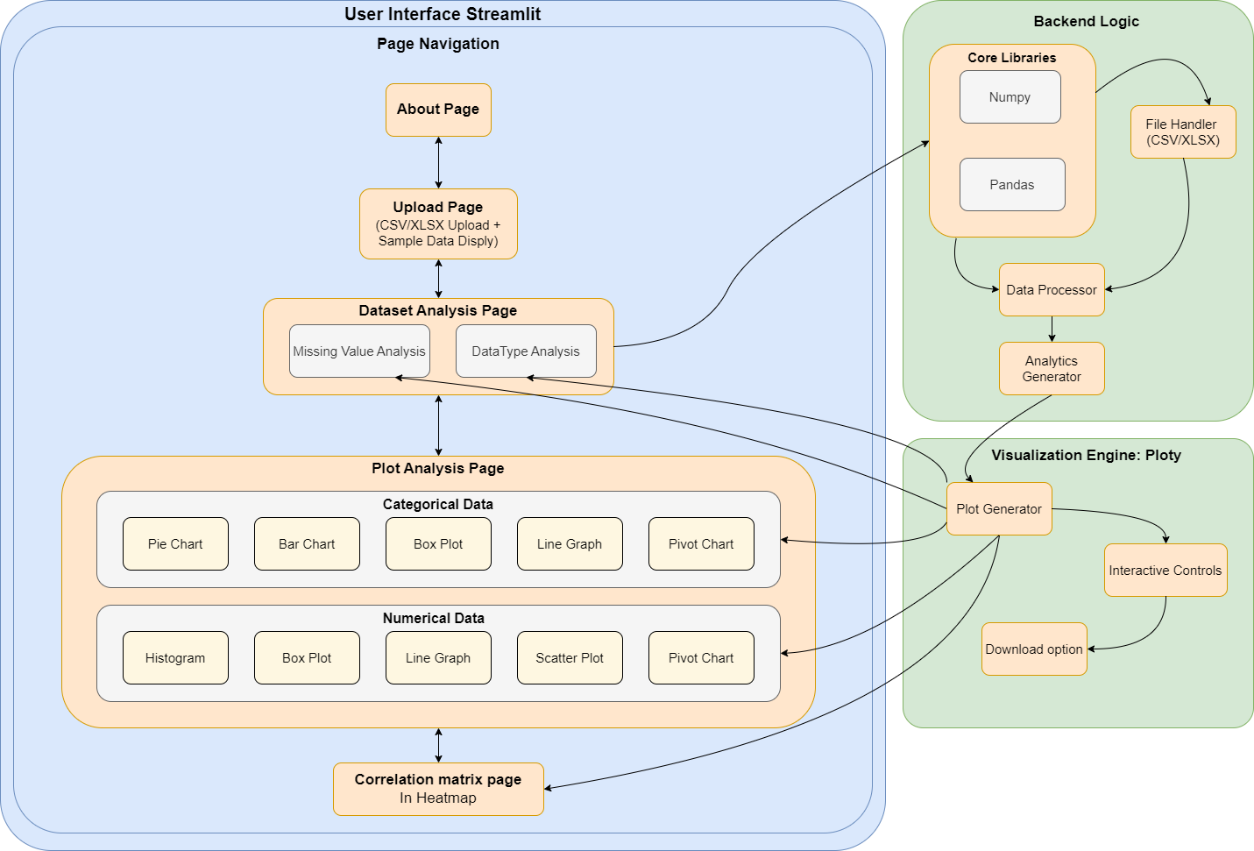 User Interface Streamlit
Page Navigation
About Page
Upload Page
(CSV/XLSX Upload +
Sample Data Disply)
Dataset Analysis Page
Missing Value Analysis
DataType Analysis
Plot Analysis Page
Categorical Data
Pie Chart
Bar Chart
Box Plot
Line Graph
Pivot Chart
Numerical Data
Histogram
Box Plot
Line Graph
Scatter Plot
Pivot Chart
Correlation matrix page
In Heatmap
Backend Logic
Core Libraries
Numpy
Pandas
File Handler
(CSV/XLSX)
Data Processor
Analytics
Generator
Visualization Engine: Ploty
Plot Generator
Interactive Controls
Download option